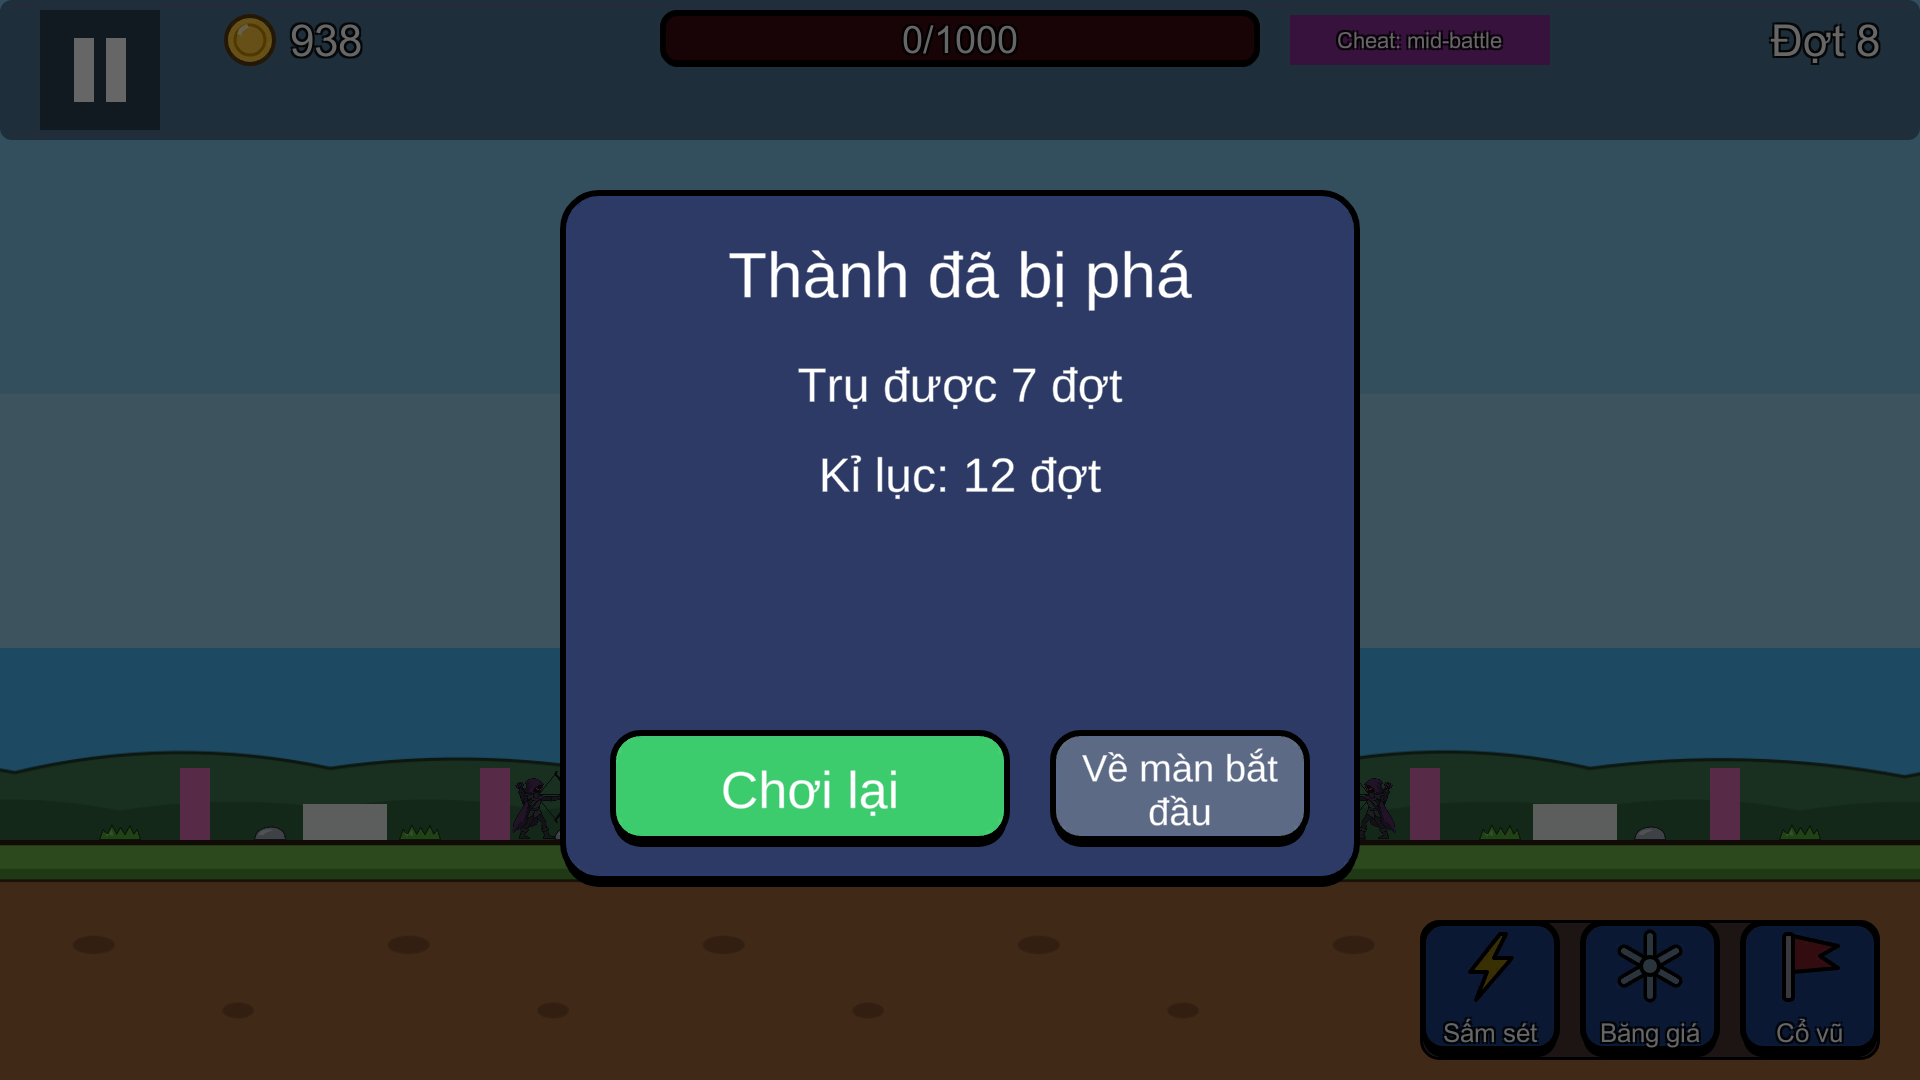 938
0/1000
Cheat: mid-battle
Đợt 8
Thành đã bị phá
Trụ được 7 đợt
Kỉ lục: 12 đợt
Chơi lại
Về màn bắt
đầu
Sấm sét
Băng giá
Cổ vũ